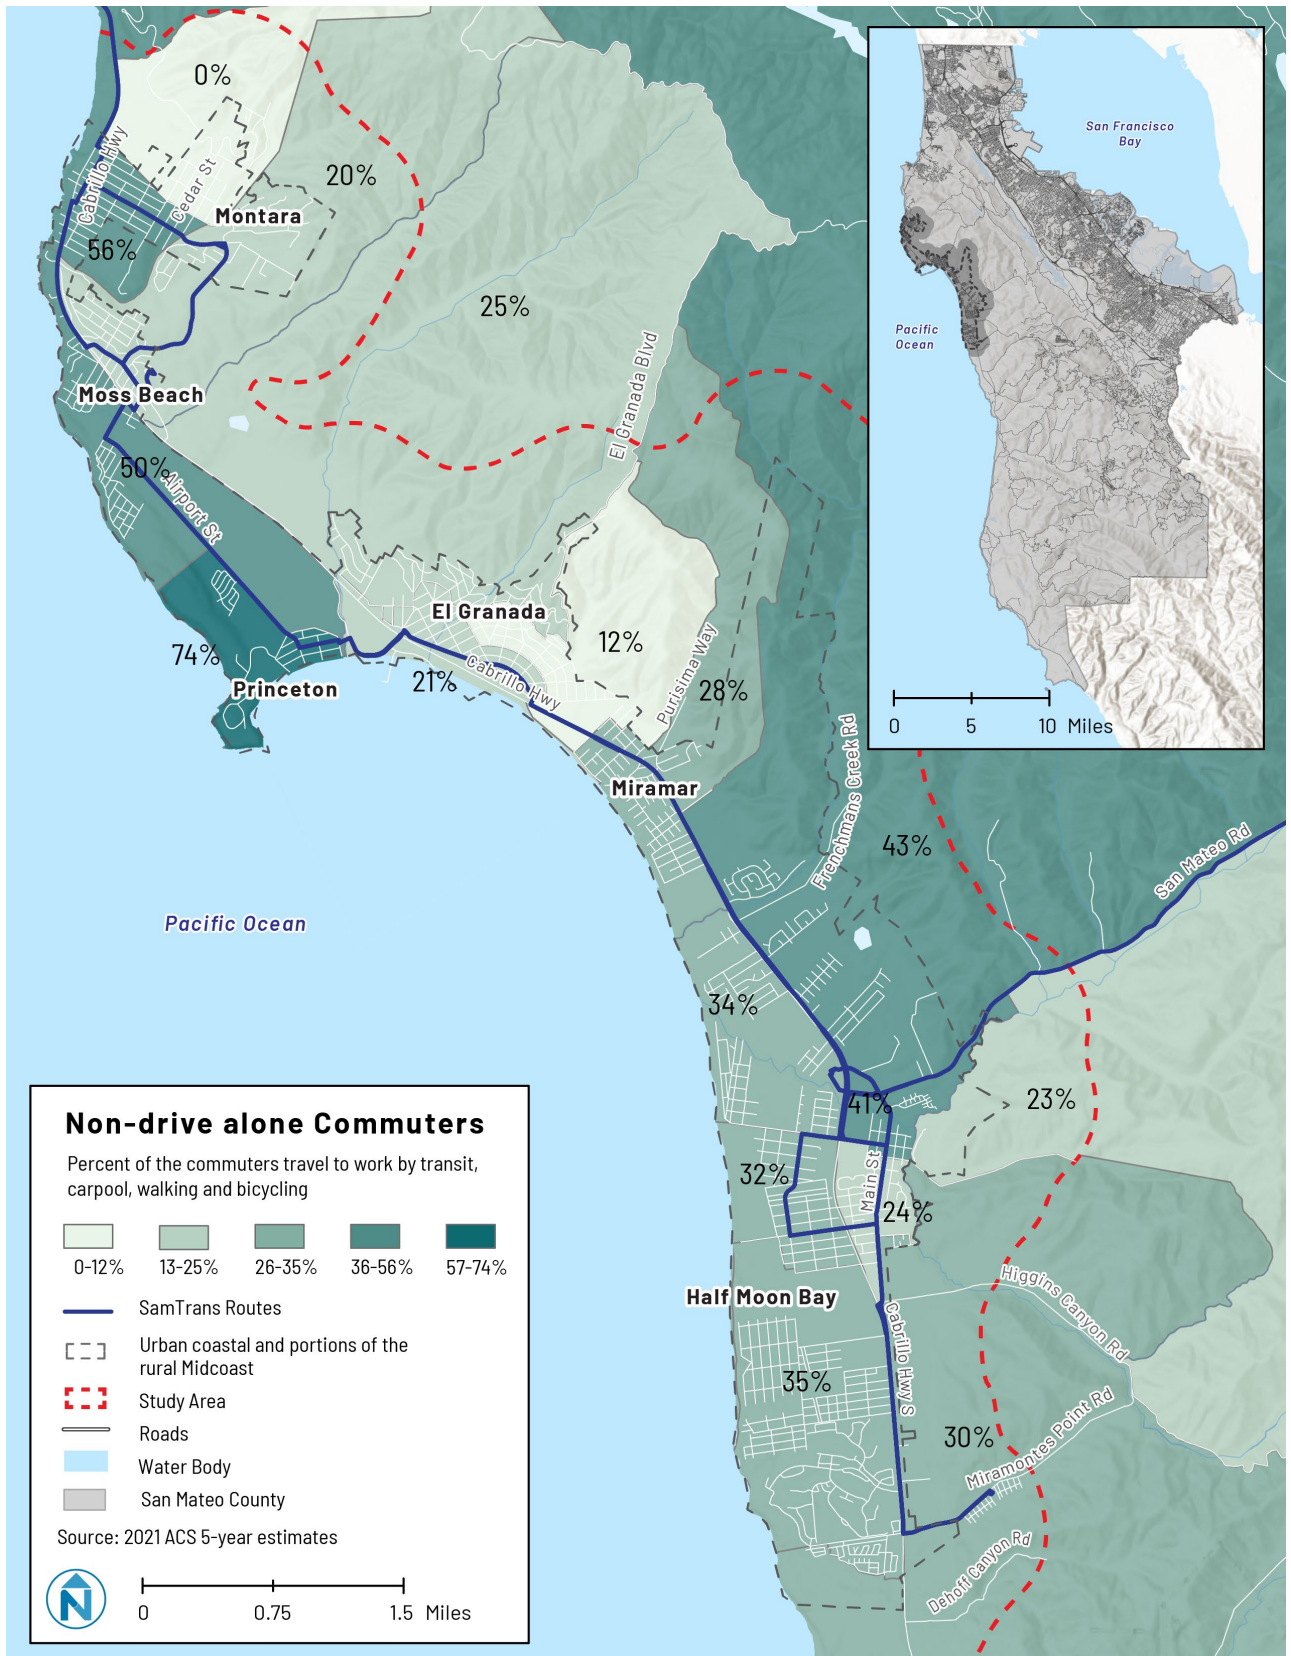 0%
Cabrillo Hwy
Cedar St
20%
Montara
56%
25%
Moss Beach
El Granada Blvd
50%
Airport St
El Granada
74%
12%
Princeton
21%
Cabrillo Hwy
Purisima Way
28%
Miramar
Frenchmans Creek Rd
43%
San Mateo Rd
Pacific Ocean
34%
41%
23%
32%
Main St
24%
Half Moon Bay
Higgins Canyon Rd
Cabrillo Hwy S
35%
30%
Miramontes Point Rd
Dehoff Canyon Rd
San Francisco
Bay
Pacific
Ocean
0 5 10 Miles
Non-drive alone Commuters
Percent of the commuters travel to work by transit,
carpool, walking and bicycling
0-12% 13-25% 26-35% 36-56% 57-74%
SamTrans Routes
Urban coastal and portions of the
rural Midcoast
Study Area
Roads
Water Body
San Mateo County
Source: 2021 ACS 5-year estimates
N
0 0.75 1.5 Miles